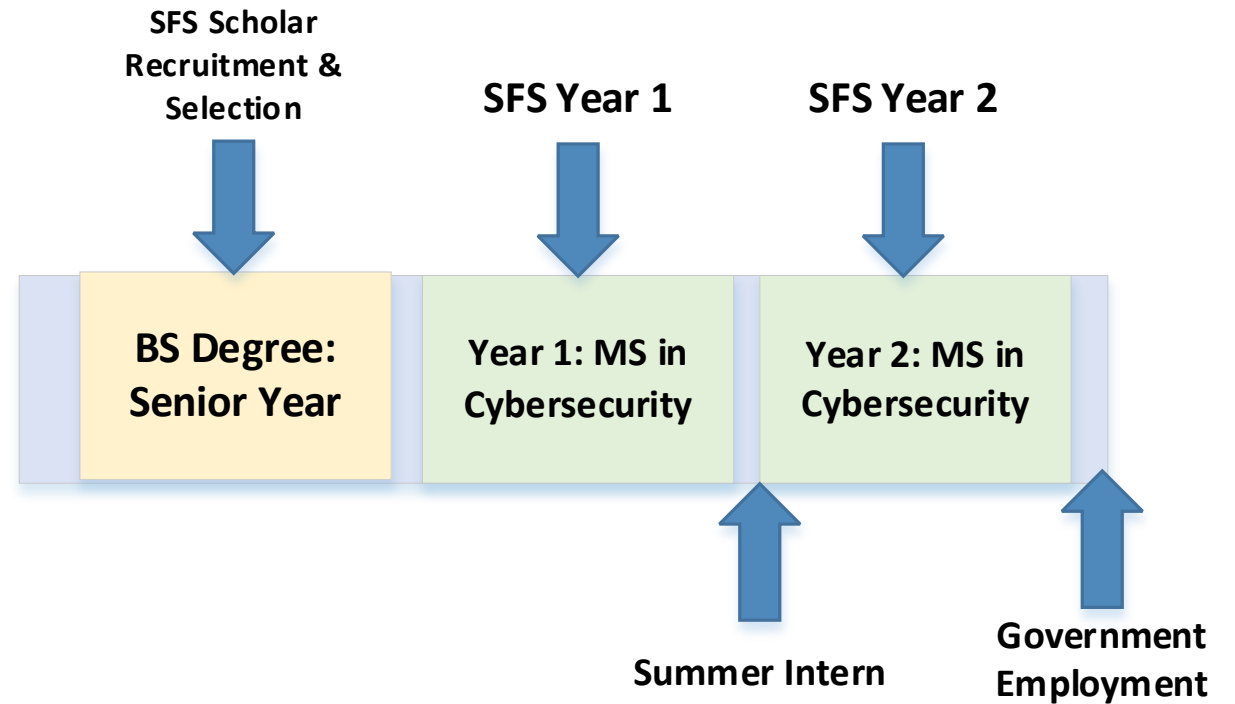 SFS Scholar
Recruitment &
Selection
SFS Year 1
SFS Year 2
BS Degree:
Senior Year
Year 1: MS in
Cybersecurity
Year 2: MS in
Cybersecurity
Summer Intern
Government
Employment